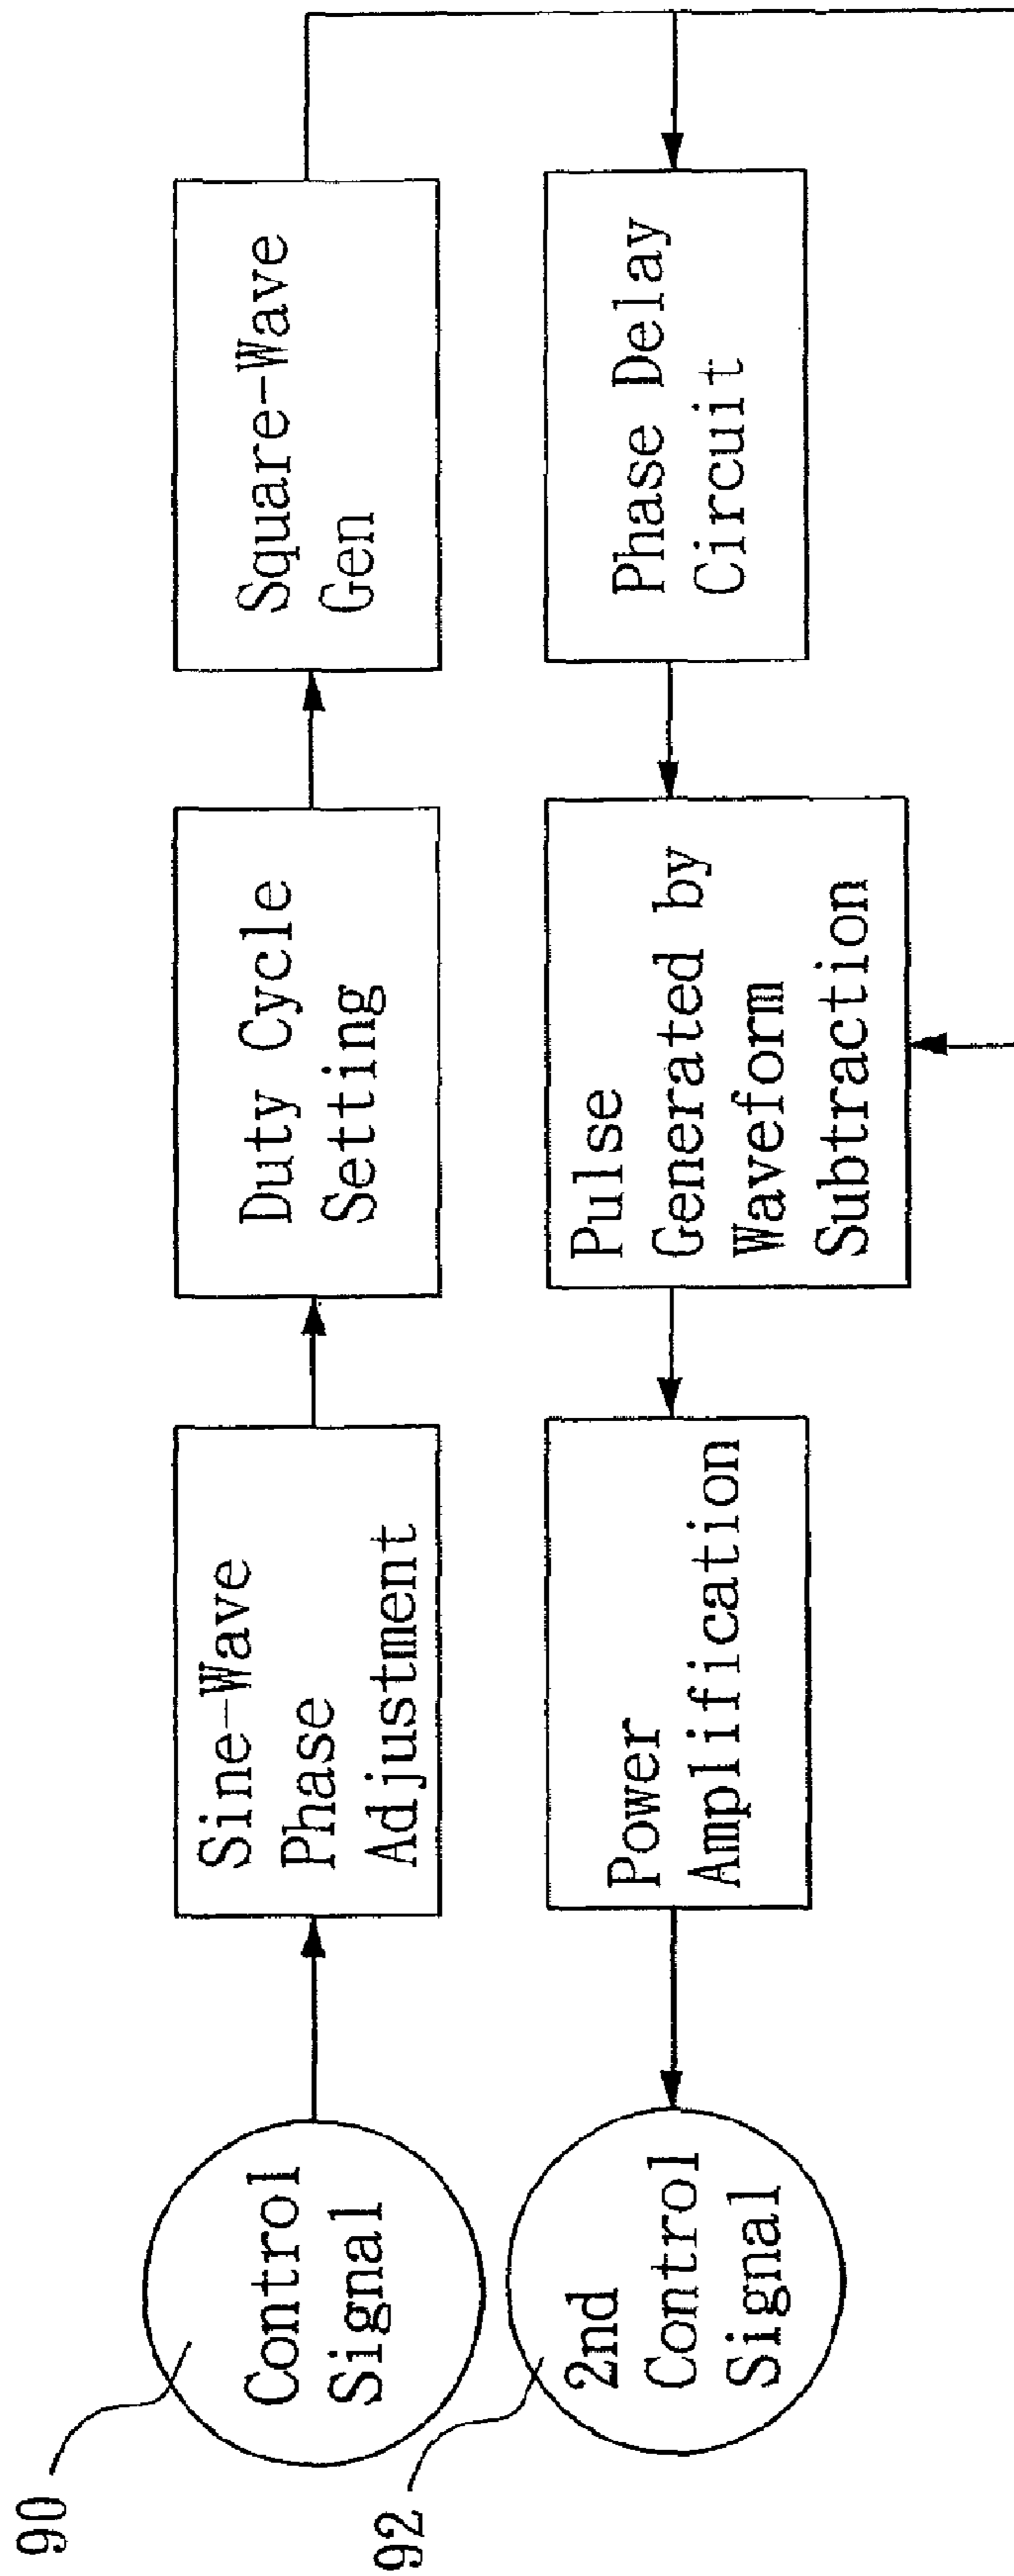 90
Control
Signal
Sine-Wave
Phase
Adjustment
Duty Cycle
Setting
Square-Wave
Gen
Phase Delay
Circuit
Pulse
Generated by
Waveform
Subtraction
Power
Amplification
92
2nd
Control
Signal